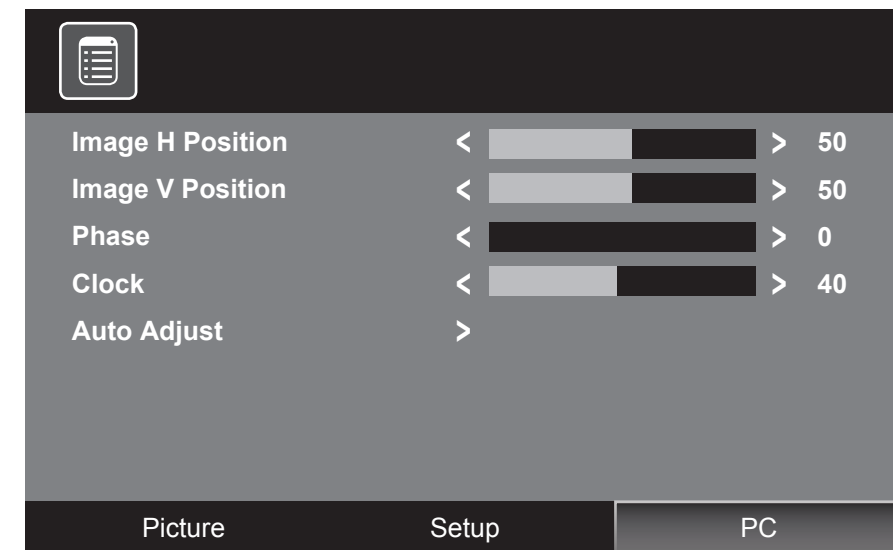 Image H Position < > 50
Image V Position < > 50
Phase < > 0
Clock < > 40
Auto Adjust >
Picture Setup PC